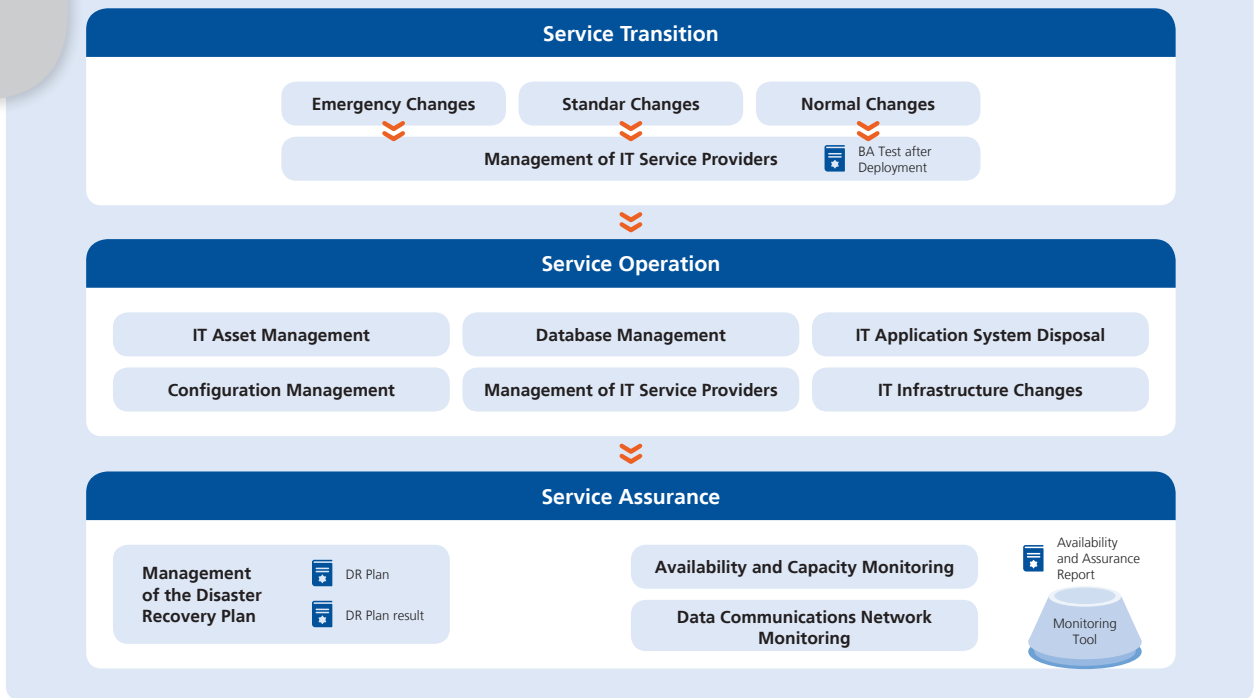 Service Transition
Emergency Changes
Standar Changes
Normal Changes
Management of IT Service Providers
BA Test after
Deployment
Service Operation
IT Asset Management
Database Management
IT Application System Disposal
Configuration Management
Management of IT Service Providers
IT Infrastructure Changes
Service Assurance
Management
of the Disaster
Recovery Plan
DR Plan
DR Plan result
Availability and Capacity Monitoring
Data Communications Network
Monitoring
Availability
and Assurance
Report
Monitoring
Tool